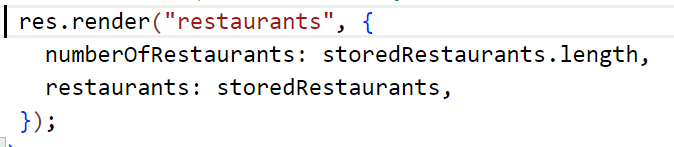 res.render("restaurants", {
  numberOfRestaurants: storedRestaurants.length,
  restaurants: storedRestaurants,
});